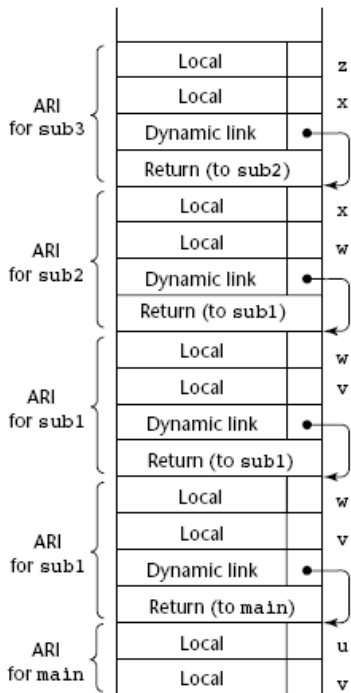 Local z
Local x
ARI for sub3
Dynamic link
Return (to sub2)
Local x
Local w
ARI for sub2
Dynamic link
Return (to sub1)
Local w
Local v
ARI for sub1
Dynamic link
Return (to sub1)
Local w
Local v
ARI for sub1
Dynamic link
Return (to main)
Local u
ARI for main
Local v